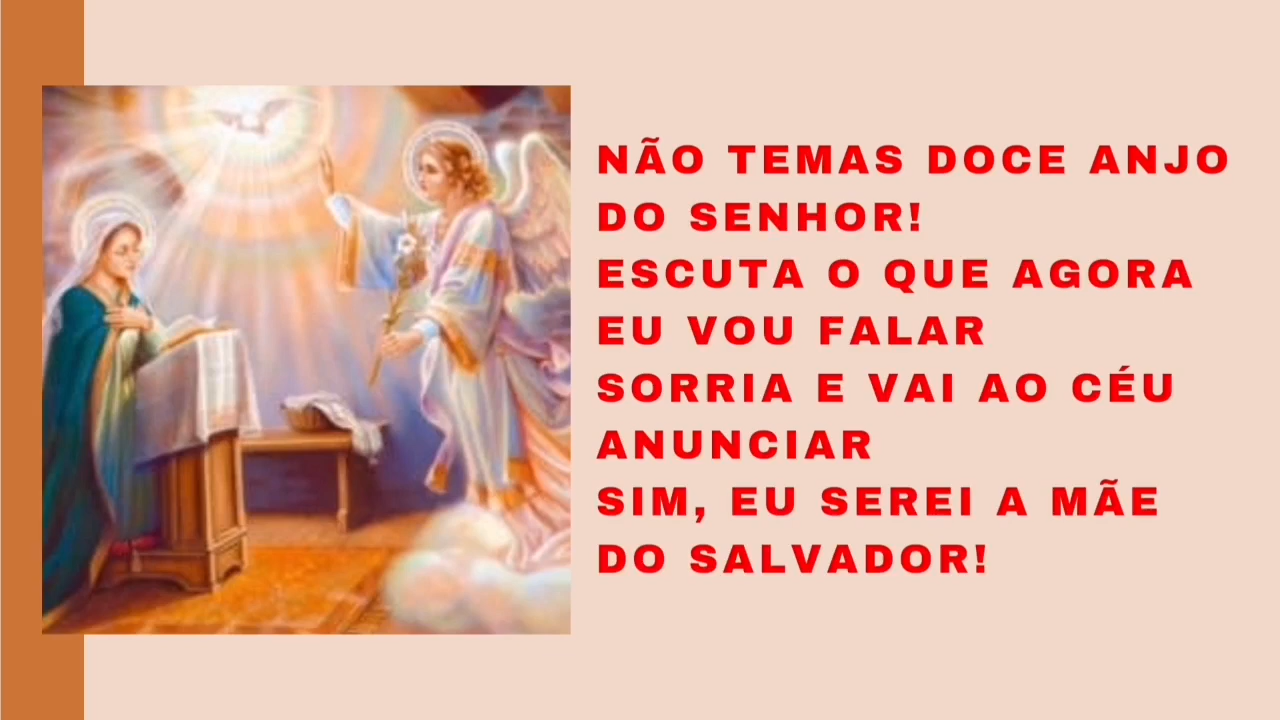 NÃO TEMAS DOCE ANJO
DO SENHOR!
ESCUTA O QUE AGORA
EU VOU FALAR
SORRIA E VAI AO CÉU
ANUNCIAR
SIM, EU SEREI A MÃE
DO SALVADOR!